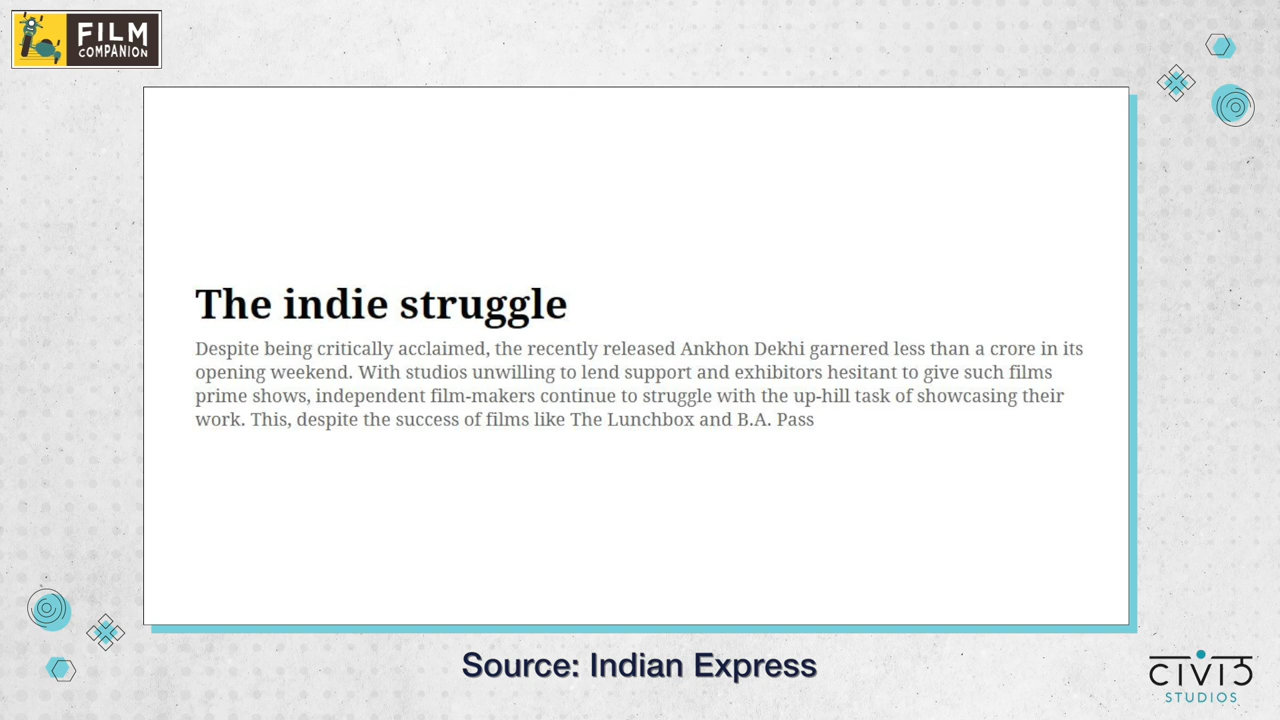 FILM
COMPANION
The indie struggle
Despite being critically acclaimed, the recently released Ankhon Dekhi garnered less than a crore in its
opening weekend. With studios unwilling to lend support and exhibitors hesitant to give such films
prime shows, independent film-makers continue to struggle with the up-hill task of showcasing their
work. This, despite the success of films like The Lunchbox and B.A. Pass
Source: Indian Express
CIVIC
STUDIOS